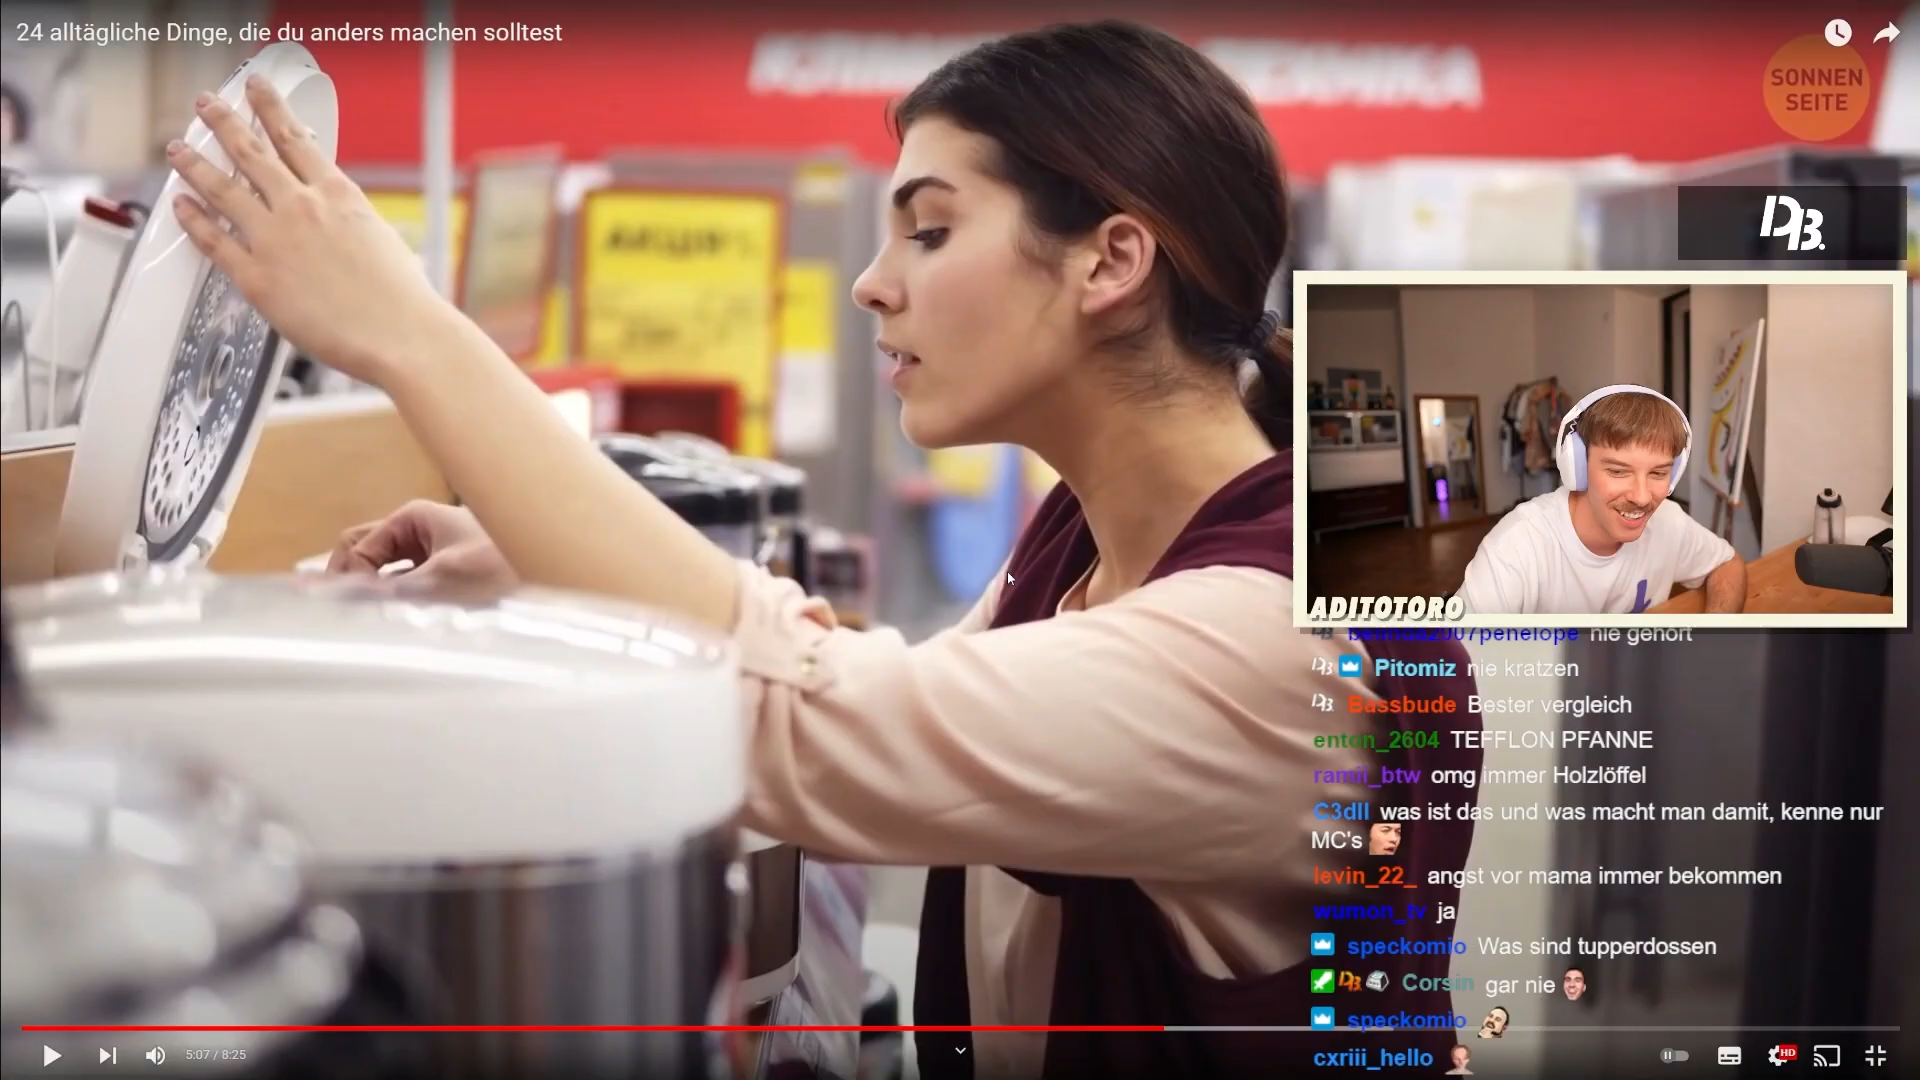 24 alltägliche Dinge, die du anders machen solltest
SONNEN
SEITE
DB.
ADITOTORO
belinda2007penelope nie gehört
Pitomiz nie kratzen
Bassbude Bester vergleich
enton_2604 TEFFLON PFANNE
ramii_btw omg immer Holzlöffel
C3dll was ist das und was macht man damit, kenne nur
MC's
levin_22_ angst vor mama immer bekommen
wumon_tv ja
speckomio Was sind tupperdossen
Corsin gar nie
speckomio
cxriii_hello
5:07 / 8:25
HD